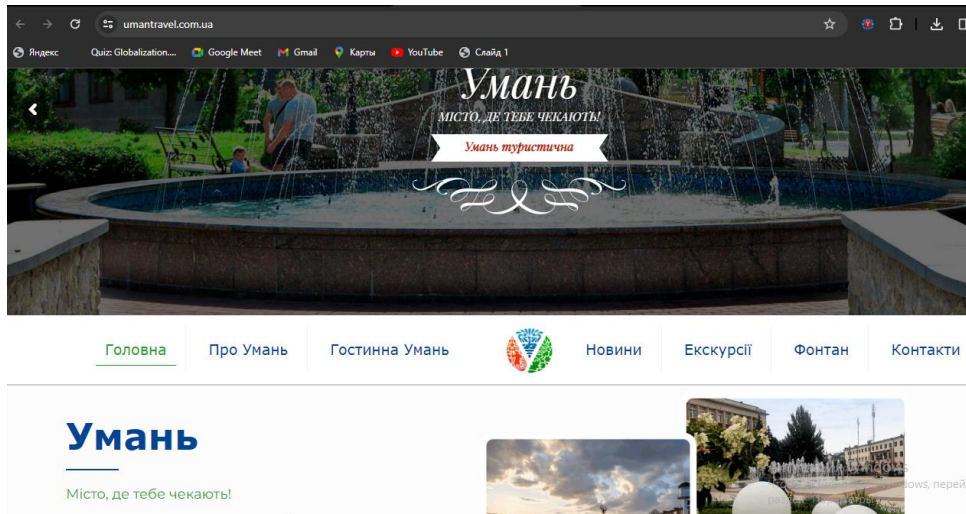 umantravel.com.ua
Яндекс Quiz: Globalization.... Google Meet Gmail Карты YouTube Слайд 1
Умань
МІСТО, ДЕ ТЕБЕ ЧЕКАЮТЬ!
Умань туристична
Головна Про Умань Гостинна Умань Новини Екскурсії Фонтан Контакти
Умань
Місто, де тебе чекають!